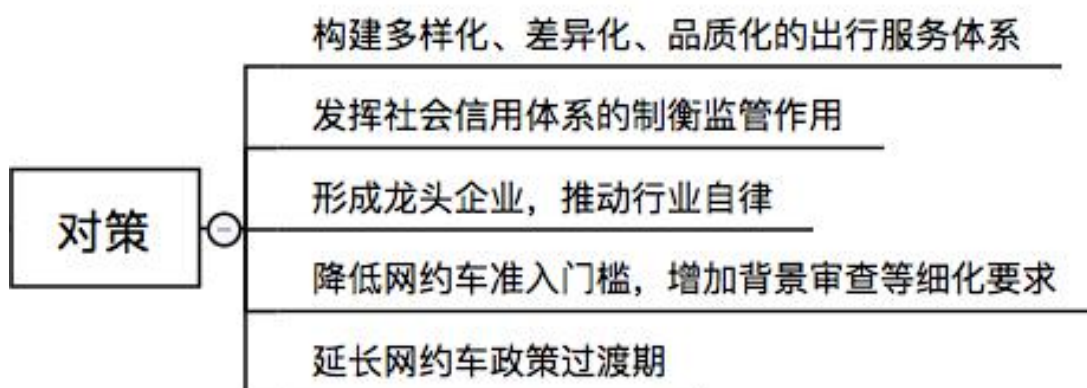 构建多样化、差异化、品质化的出行服务体系
发挥社会信用体系的制衡监管作用
形成龙头企业，推动行业自律
对策
降低网约车准入门槛，增加背景审查等细化要求
延长网约车政策过渡期